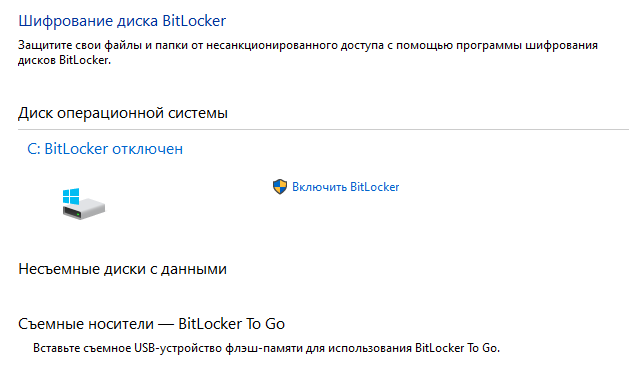 Шифрование диска BitLocker
Защитите свои файлы и папки от несанкционированного доступа с помощью программы шифрования
дисков BitLocker.
Диск операционной системы
C: BitLocker отключен
Включить BitLocker
Несъемные диски с данными
Съемные носители — BitLocker To Go
Вставьте съемное USB-устройство флэш-памяти для использования BitLocker To Go.